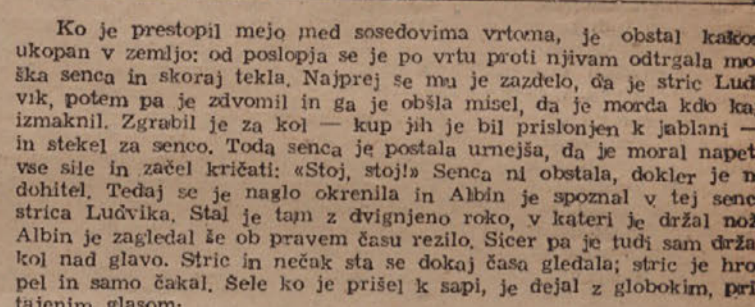 Ko je prestopil mejo med sosedovima vrtoma, je obstal kakor
ukopan v zemljo: od poslopja se je po vrtu proti njivam odtrgala mo
ška senca in skoraj tekla. Najprej se mu je zazdelo, da je stric Lud
vik, potem pa je zdvomil in ga je obšla misel, da je morda kdo ka
izmaknil. Zgrabil je za kol — kup jih je bil prislonjen k jablani —
in stekel za senco. Toda senca je postala urnejša, da je moral napet
vse sile in začel kričati: «Stoj, stoj!» Senca ni obstala, dokler je n
dohitel. Tedaj se je naglo okrenila in Albin je spoznal v tej senc
strica Ludvika. Stal je tam z dvignjeno roko, v kateri je držal nož
Albin je zagledal še ob pravem času rezilo. Sicer pa je tudi sam drža
kol nad glavo. Stric in nečak sta se dokaj časa gledala; stric je hro
pel in samo čakal. Šele ko je prišel k sapi, je dejal z globokim, pri
tajenim glasom: